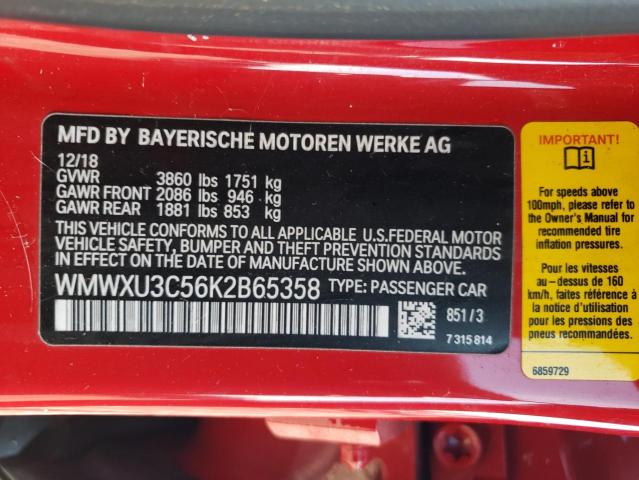 MFD BY BAYERISCHE MOTOREN WERKE AG
12/18
GVWR 3860 lbs 1751 kg
GAWR FRONT 2086 lbs 946 kg
GAWR REAR 1881 lbs 853 kg
THIS VEHICLE CONFORMS TO ALL APPLICABLE U.S.FEDERAL MOTOR
VEHICLE SAFETY, BUMPER AND THEFT PREVENTION STANDARDS
IN EFFECT ON THE DATE OF MANUFACTURE SHOWN ABOVE.
WMWXU3C56K2B65358 TYPE: PASSENGER CAR
851/3
7 315 814
IMPORTANT!
For speeds above
100mph, please refer to
the Owner's Manual for
recommended tire
inflation pressures.
Pour les vitesses
au-dessus de 160
km/h, faites référence à
la notice d'utilisation
pour les pressions des
pneus recommandées.
6859729